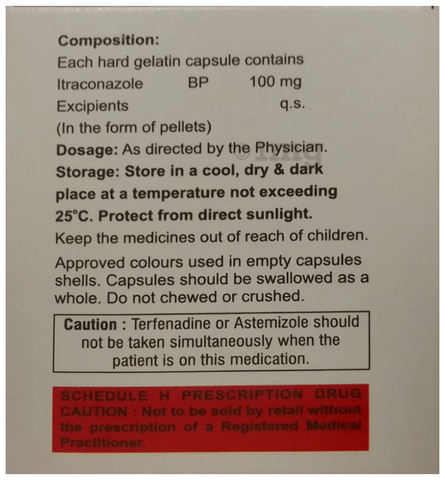 Composition:
Each hard gelatin capsule contains
Itraconazole BP 100 mg
Excipients q.s.
(In the form of pellets)
Dosage: As directed by the Physician.
Storage: Store in a cool, dry & dark
place at a temperature not exceeding
25°C. Protect from direct sunlight.
Keep the medicines out of reach of children.
Approved colours used in empty capsules
shells. Capsules should be swallowed as a
whole. Do not chewed or crushed.
Caution : Terfenadine or Astemizole should
not be taken simultaneously when the
patient is on this medication.
SCHEDULE H PRESCRIPTION DRUG
CAUTION : Not to be sold by retail without
the prescription of a Registered Medical
Practitioner.